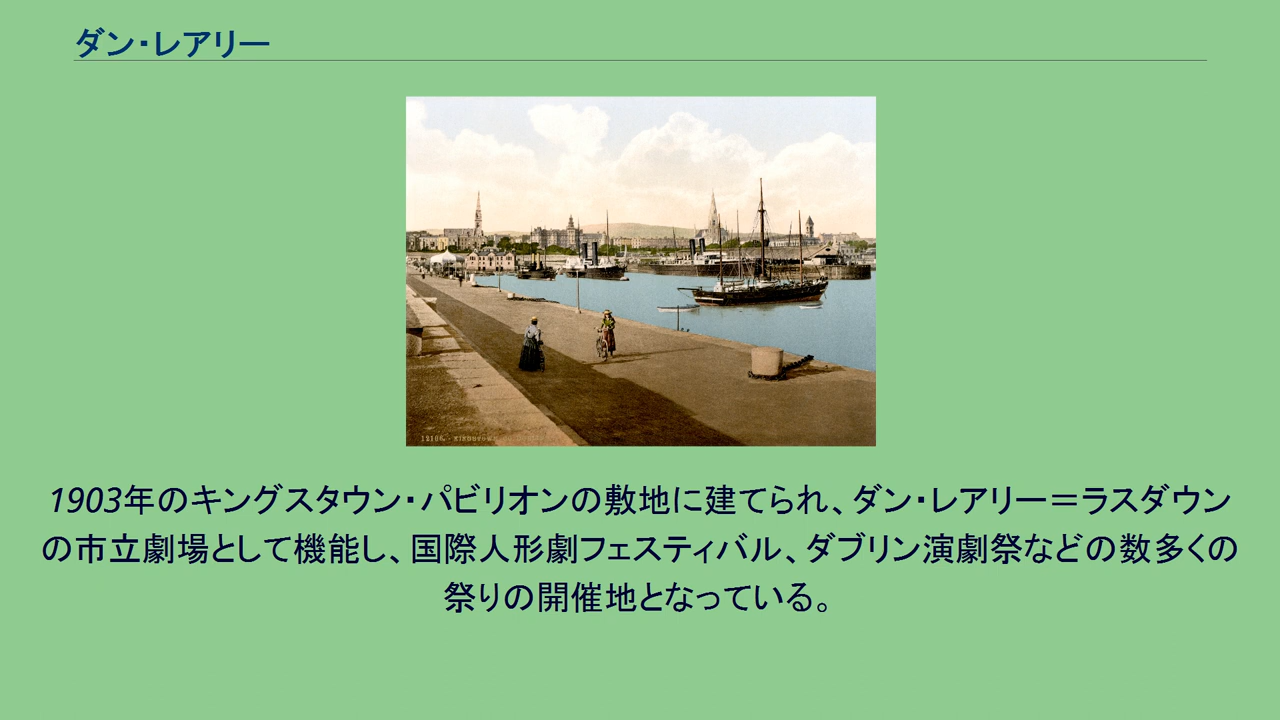 ダン・レアリー
12106. - KINGSTOWN
1903年のキングスタウン・パビリオンの敷地に建てられ、ダン・レアリー＝ラスダウン
の市立劇場として機能し、国際人形劇フェスティバル、ダブリン演劇祭などの数多くの
祭りの開催地となっている。